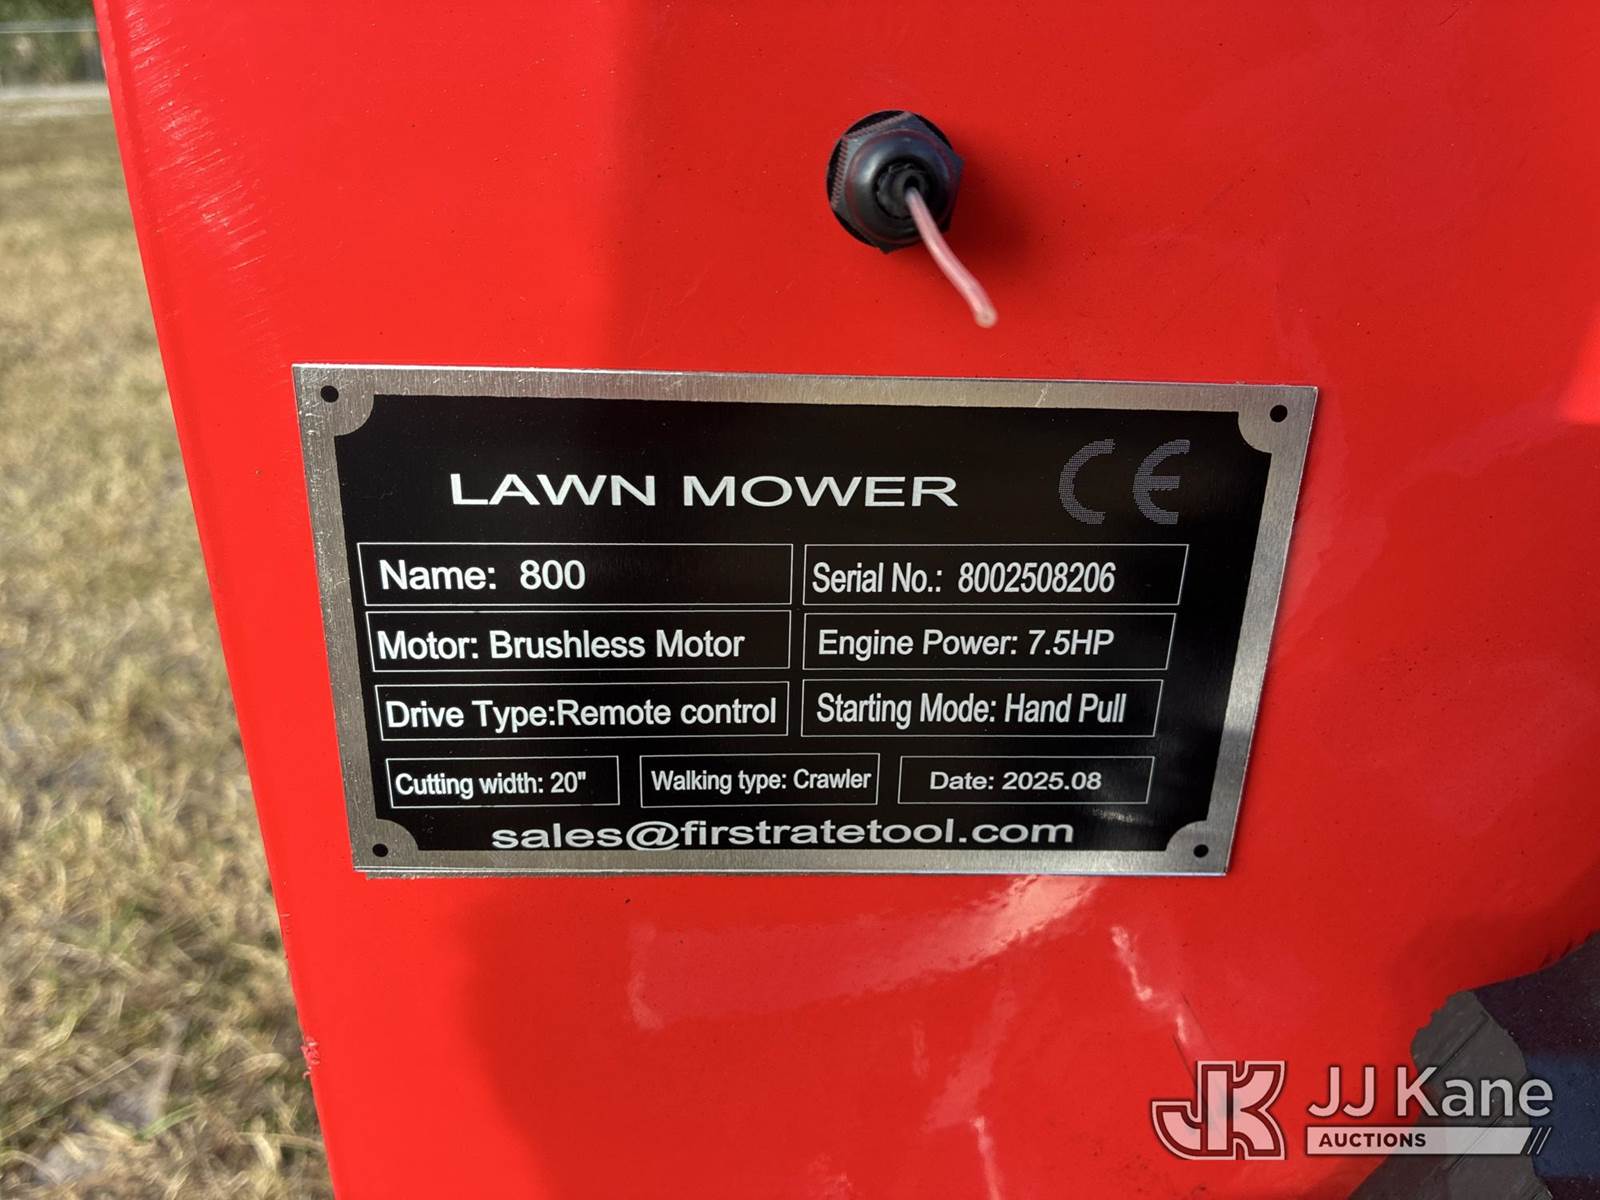 LAWN MOWER CE
Name: 800 Serial No.: 8002508206
Motor: Brushless Motor Engine Power: 7.5HP
Drive Type:Remote control Starting Mode: Hand Pull
Cutting width: 20" Walking type: Crawler Date: 2025.08
sales@firstratetool.com
JK JJ Kane
AUCTIONS